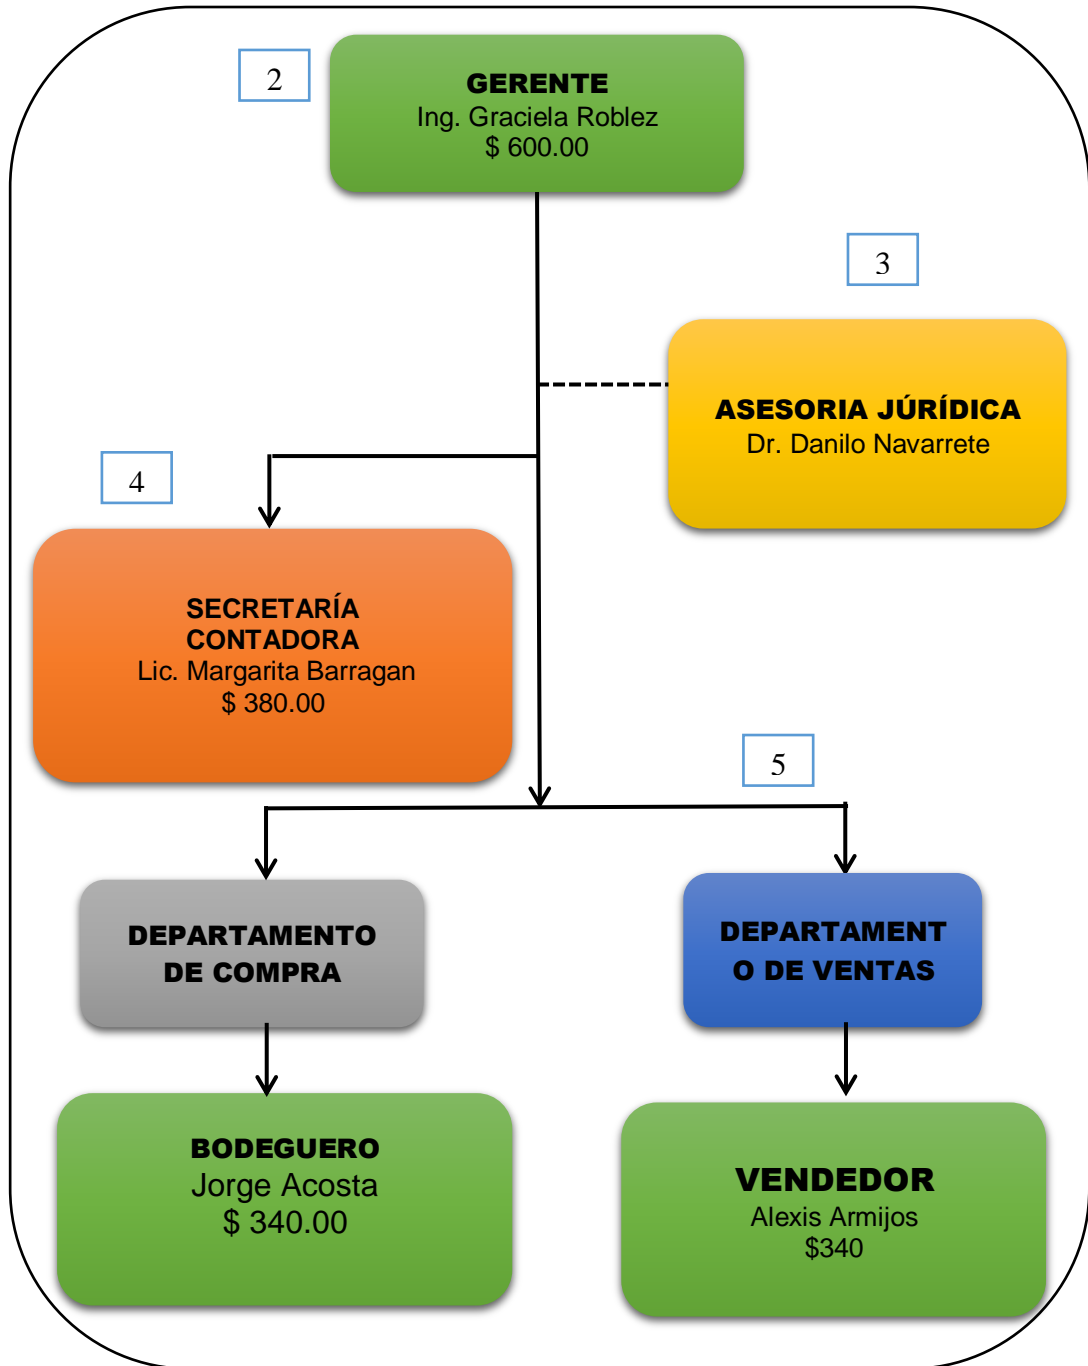 2
GERENTE
Ing. Graciela Roblez
$ 600.00
3
ASESORIA JÚRÍDICA
Dr. Danilo Navarrete
4
SECRETARÍA
CONTADORA
Lic. Margarita Barragan
$ 380.00
5
DEPARTAMENTO
DE COMPRA
DEPARTAMENT
O DE VENTAS
BODEGUERO
Jorge Acosta
$ 340.00
VENDEDOR
Alexis Armijos
$340